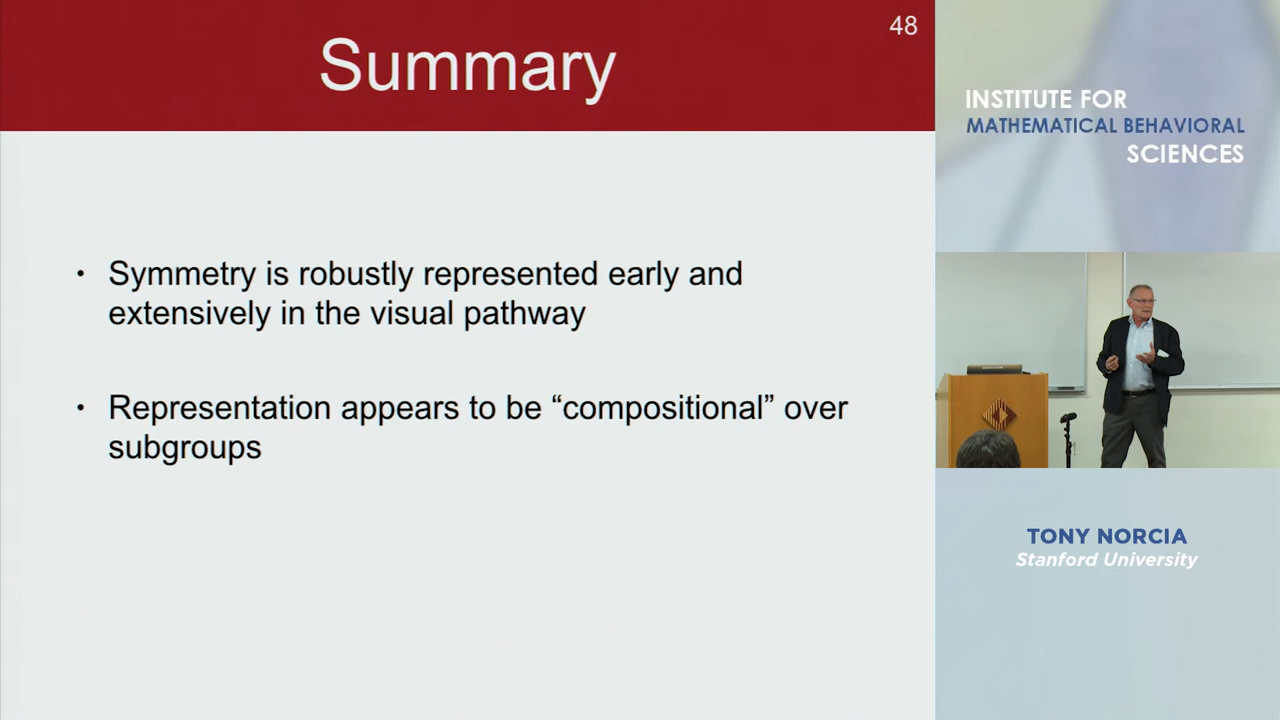 48
Summary
• Symmetry is robustly represented early and
extensively in the visual pathway
• Representation appears to be “compositional” over
subgroups
INSTITUTE FOR
MATHEMATICAL BEHAVIORAL
SCIENCES
TONY NORCIA
Stanford University